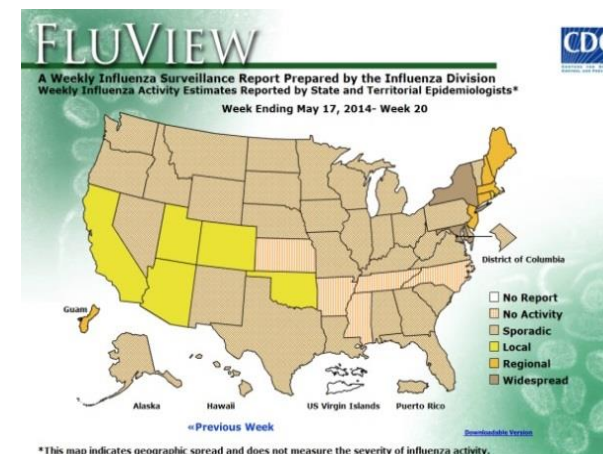 FLUVIEW
CDC
A Weekly Influenza Surveillance Report Prepared by the Influenza Division
Weekly Influenza Activity Estimates Reported by State and Territorial Epidemiologists*
Week Ending May 17, 2014- Week 20
District of Columbia
No Report
No Activity
Sporadic
Local
Regional
Widespread
Guam
Alaska
Hawaii
US Virgin Islands
Puerto Rico
«Previous Week
Downloadable Version
*This map indicates geographic spread and does not measure the severity of influenza activity.